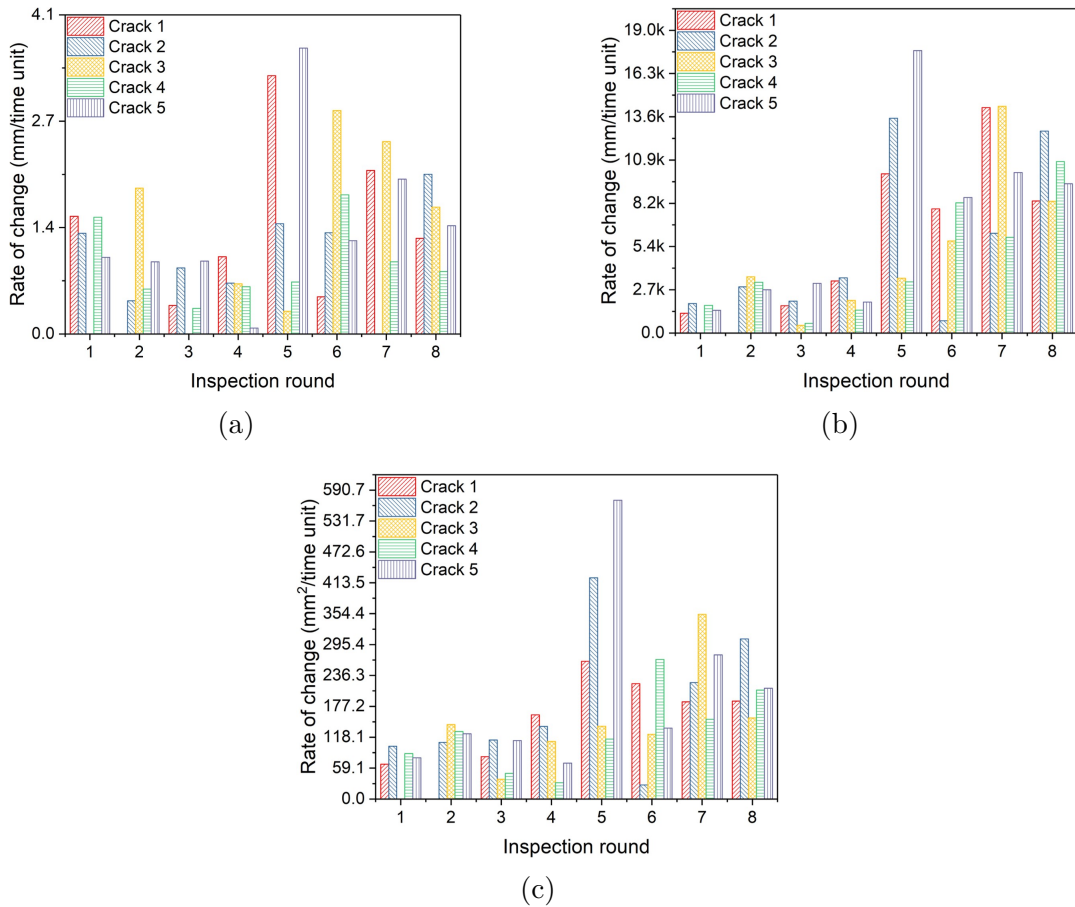 4.1
2.7
1.4
0.0
Rate of change (mm/time unit)
Crack 1
Crack 2
Crack 3
Crack 4
Crack 5
1 2 3 4 5 6 7 8
Inspection round
(a)
19.0k
16.3k
13.6k
10.9k
8.2k
5.4k
2.7k
0.0
Rate of change (mm/time unit)
Crack 1
Crack 2
Crack 3
Crack 4
Crack 5
1 2 3 4 5 6 7 8
Inspection round
(b)
590.7
531.7
472.6
413.5
354.4
295.4
236.3
177.2
118.1
59.1
0.0
Rate of change (mm²/time unit)
Crack 1
Crack 2
Crack 3
Crack 4
Crack 5
1 2 3 4 5 6 7 8
Inspection round
(c)